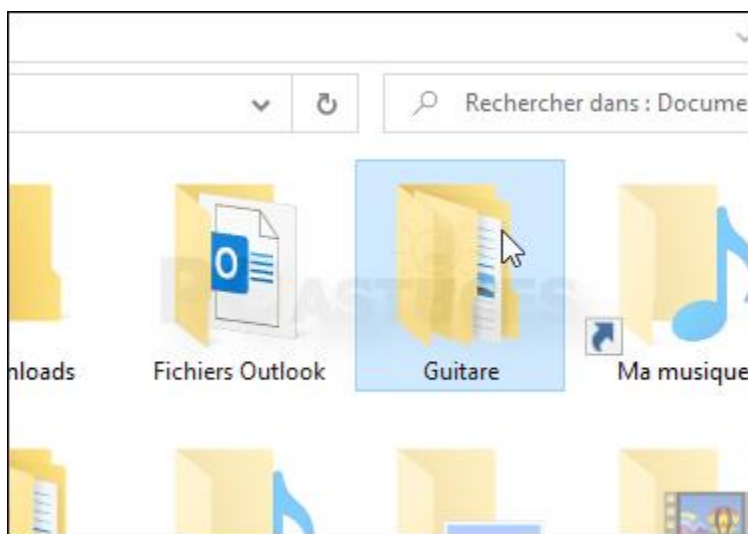 Rechercher dans : Docume
nloads
Fichiers Outlook
Guitare
Ma musique